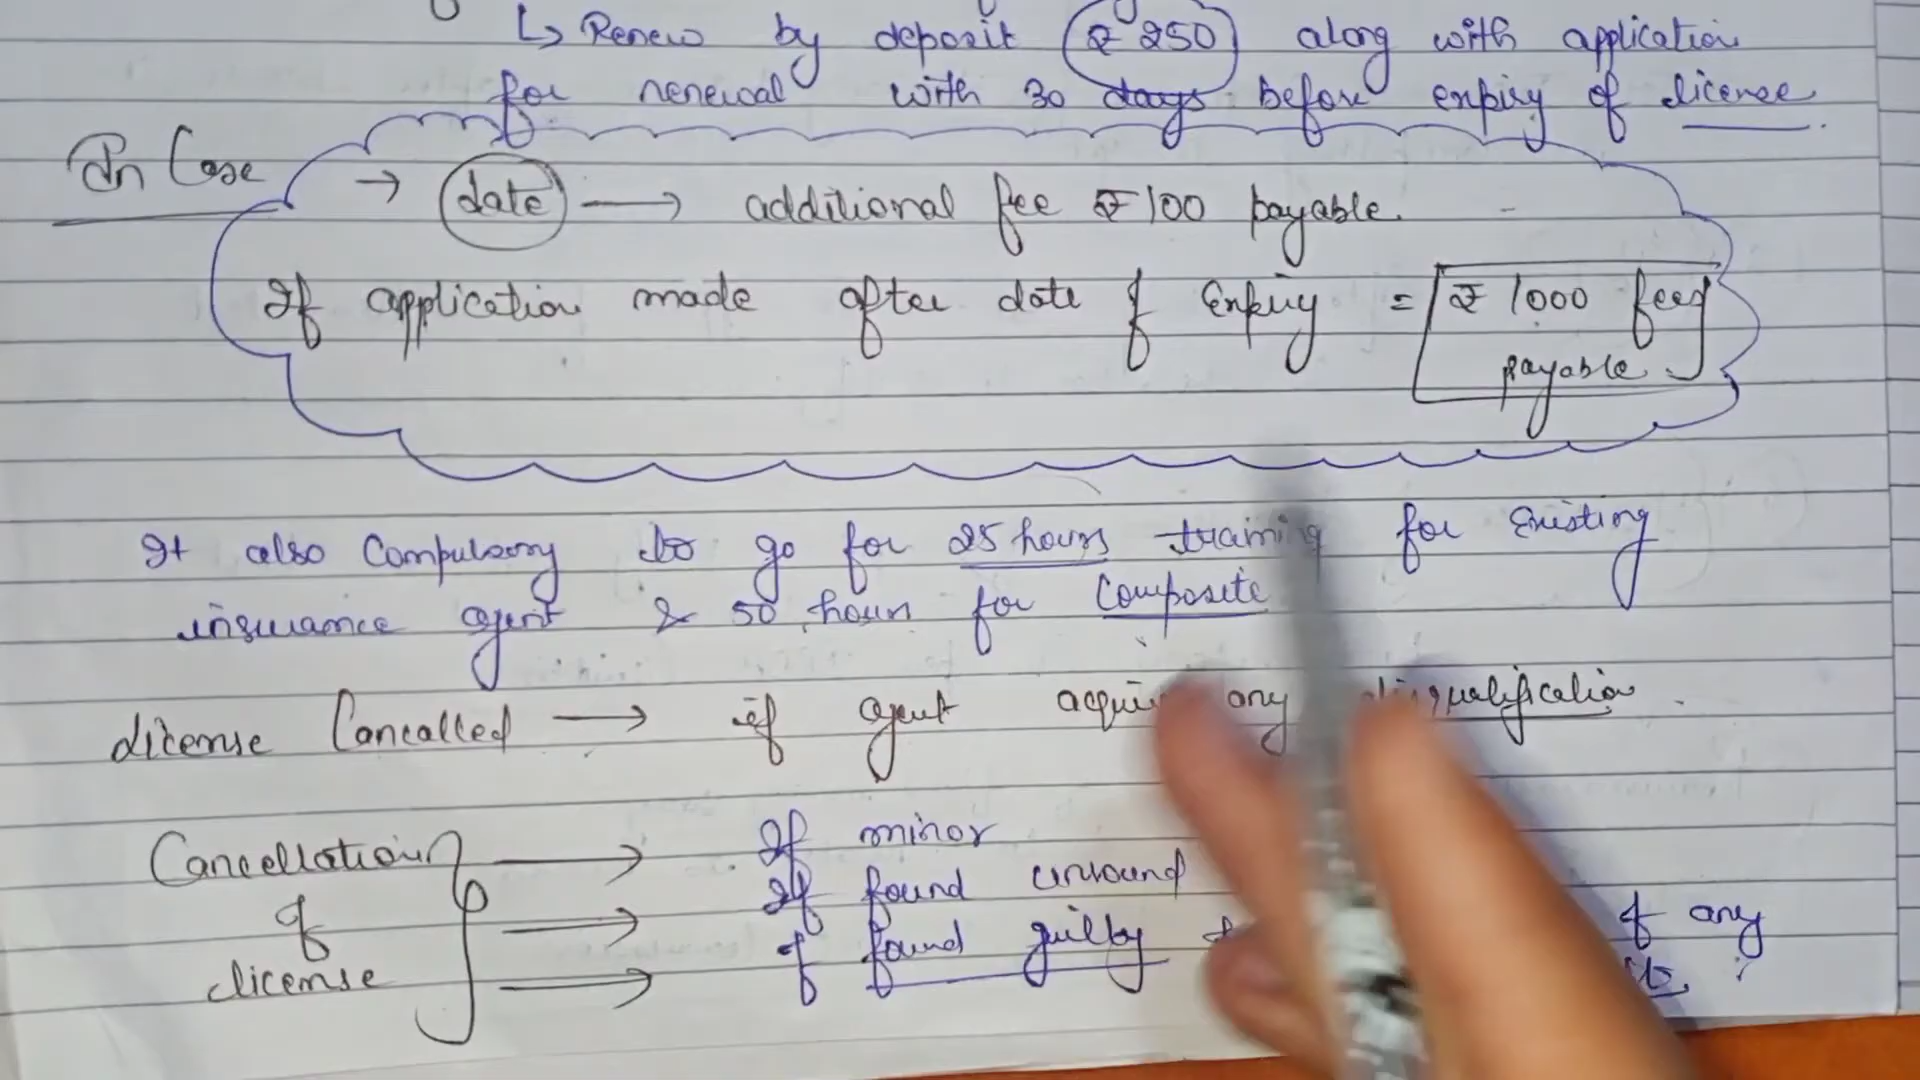 ↳ Renew by deposit ₹ 250 along with application
for renewal with 30 days before expiry of license.
In Case → date → additional fee ₹ 100 payable.
If application made after date of Expiry = ₹ 1000 fees
payable
It also Compulsory to go for 25 hours training for Existing
insurance agent & 50 hours for Composite
license Cancelled → if agent any disqualification.
Cancellation → If minor
of → If found unsound
license → If found guilty of any